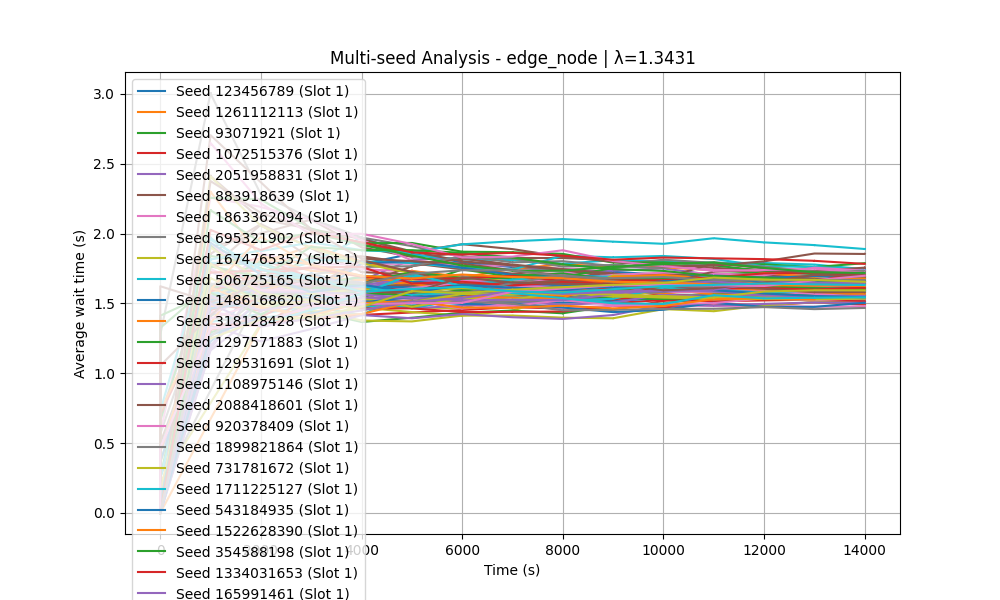 Multi-seed Analysis - edge_node | λ=1.3431
Average wait time (s)
3.0
2.5
2.0
1.5
1.0
0.5
0.0
Seed 123456789 (Slot 1)
Seed 1261112113 (Slot 1)
Seed 93071921 (Slot 1)
Seed 1072515376 (Slot 1)
Seed 2051958831 (Slot 1)
Seed 883918639 (Slot 1)
Seed 1863362094 (Slot 1)
Seed 695321902 (Slot 1)
Seed 1674765357 (Slot 1)
Seed 506725165 (Slot 1)
Seed 1486168620 (Slot 1)
Seed 318128428 (Slot 1)
Seed 1297571883 (Slot 1)
Seed 129531691 (Slot 1)
Seed 1108975146 (Slot 1)
Seed 2088418601 (Slot 1)
Seed 920378409 (Slot 1)
Seed 1899821864 (Slot 1)
Seed 731781672 (Slot 1)
Seed 1711225127 (Slot 1)
Seed 543184935 (Slot 1)
Seed 1522628390 (Slot 1)
Seed 354588198 (Slot 1)
Seed 1334031653 (Slot 1)
Seed 165991461 (Slot 1)
0 2000 4000 6000 8000 10000 12000 14000
Time (s)